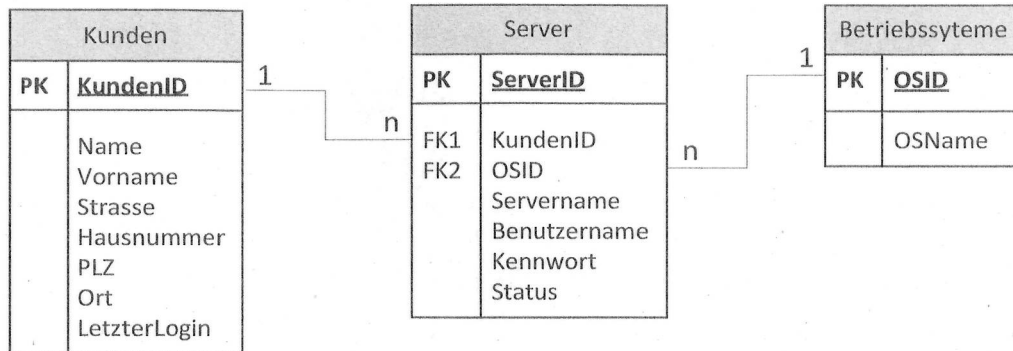 Kunden
PK KundenID
Name
Vorname
Strasse
Hausnummer
PLZ
Ort
LetzterLogin
1
n
Server
PK ServerID
FK1 KundenID
FK2 OSID
Servername
Benutzername
Kennwort
Status
n
1
Betriebssyteme
PK OSID
OSName